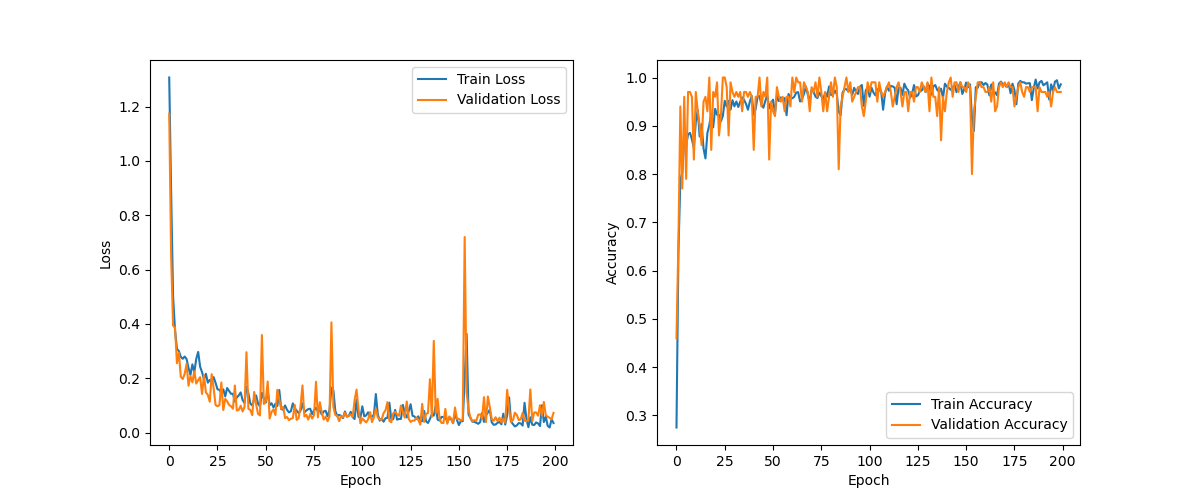 Train Loss
Validation Loss
Loss
1.2
1.0
0.8
0.6
0.4
0.2
0.0
0 25 50 75 100 125 150 175 200
Epoch
Accuracy
1.0
0.9
0.8
0.7
0.6
0.5
0.4
0.3
Train Accuracy
Validation Accuracy
0 25 50 75 100 125 150 175 200
Epoch